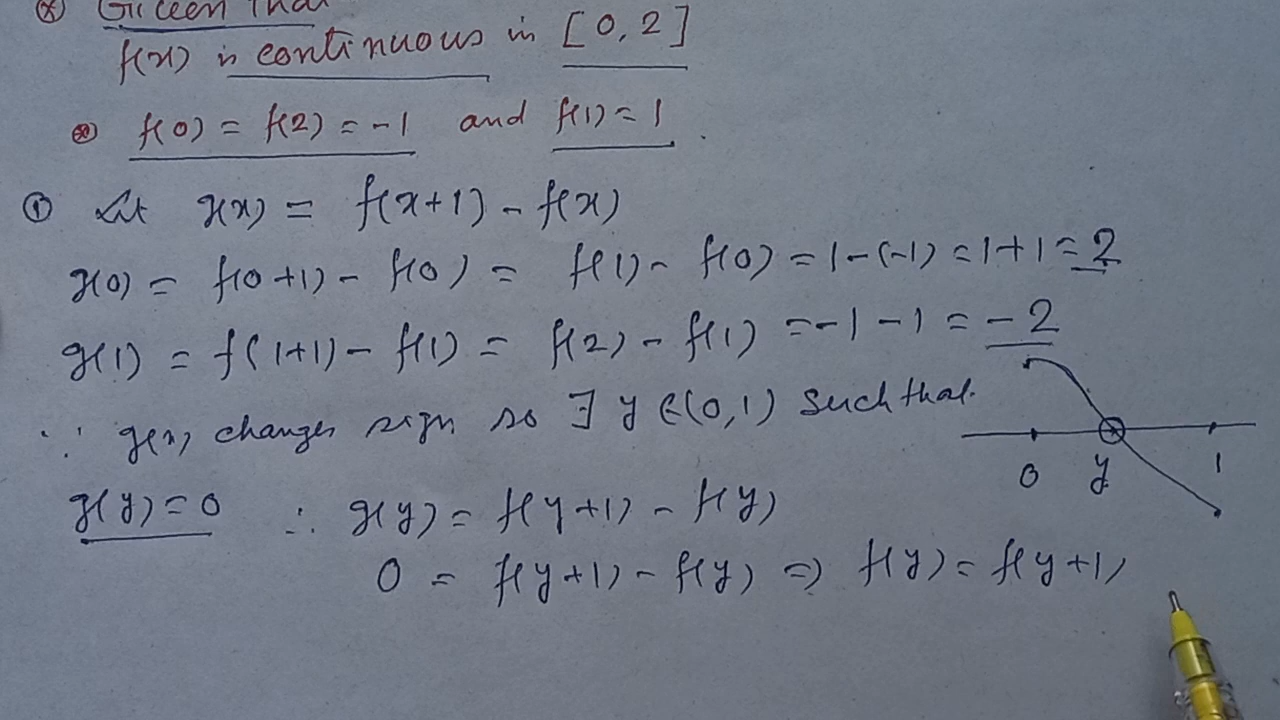 ⊛ Given that
f(x) is continuous in [0, 2]
⊛ f(0) = f(2) = -1 and f(1) = 1.
① Let g(x) = f(x+1) - f(x)
g(0) = f(0+1) - f(0) = f(1) - f(0) = 1-(-1) = 1+1 = 2
g(1) = f(1+1) - f(1) = f(2) - f(1) = -1 - 1 = -2
∵ g(x) changes sign so ∃ y ∈ (0, 1) such that
0 y 1
g(y) = 0 ∴ g(y) = f(y+1) - f(y)
0 = f(y+1) - f(y) ⇒ f(y) = f(y+1)